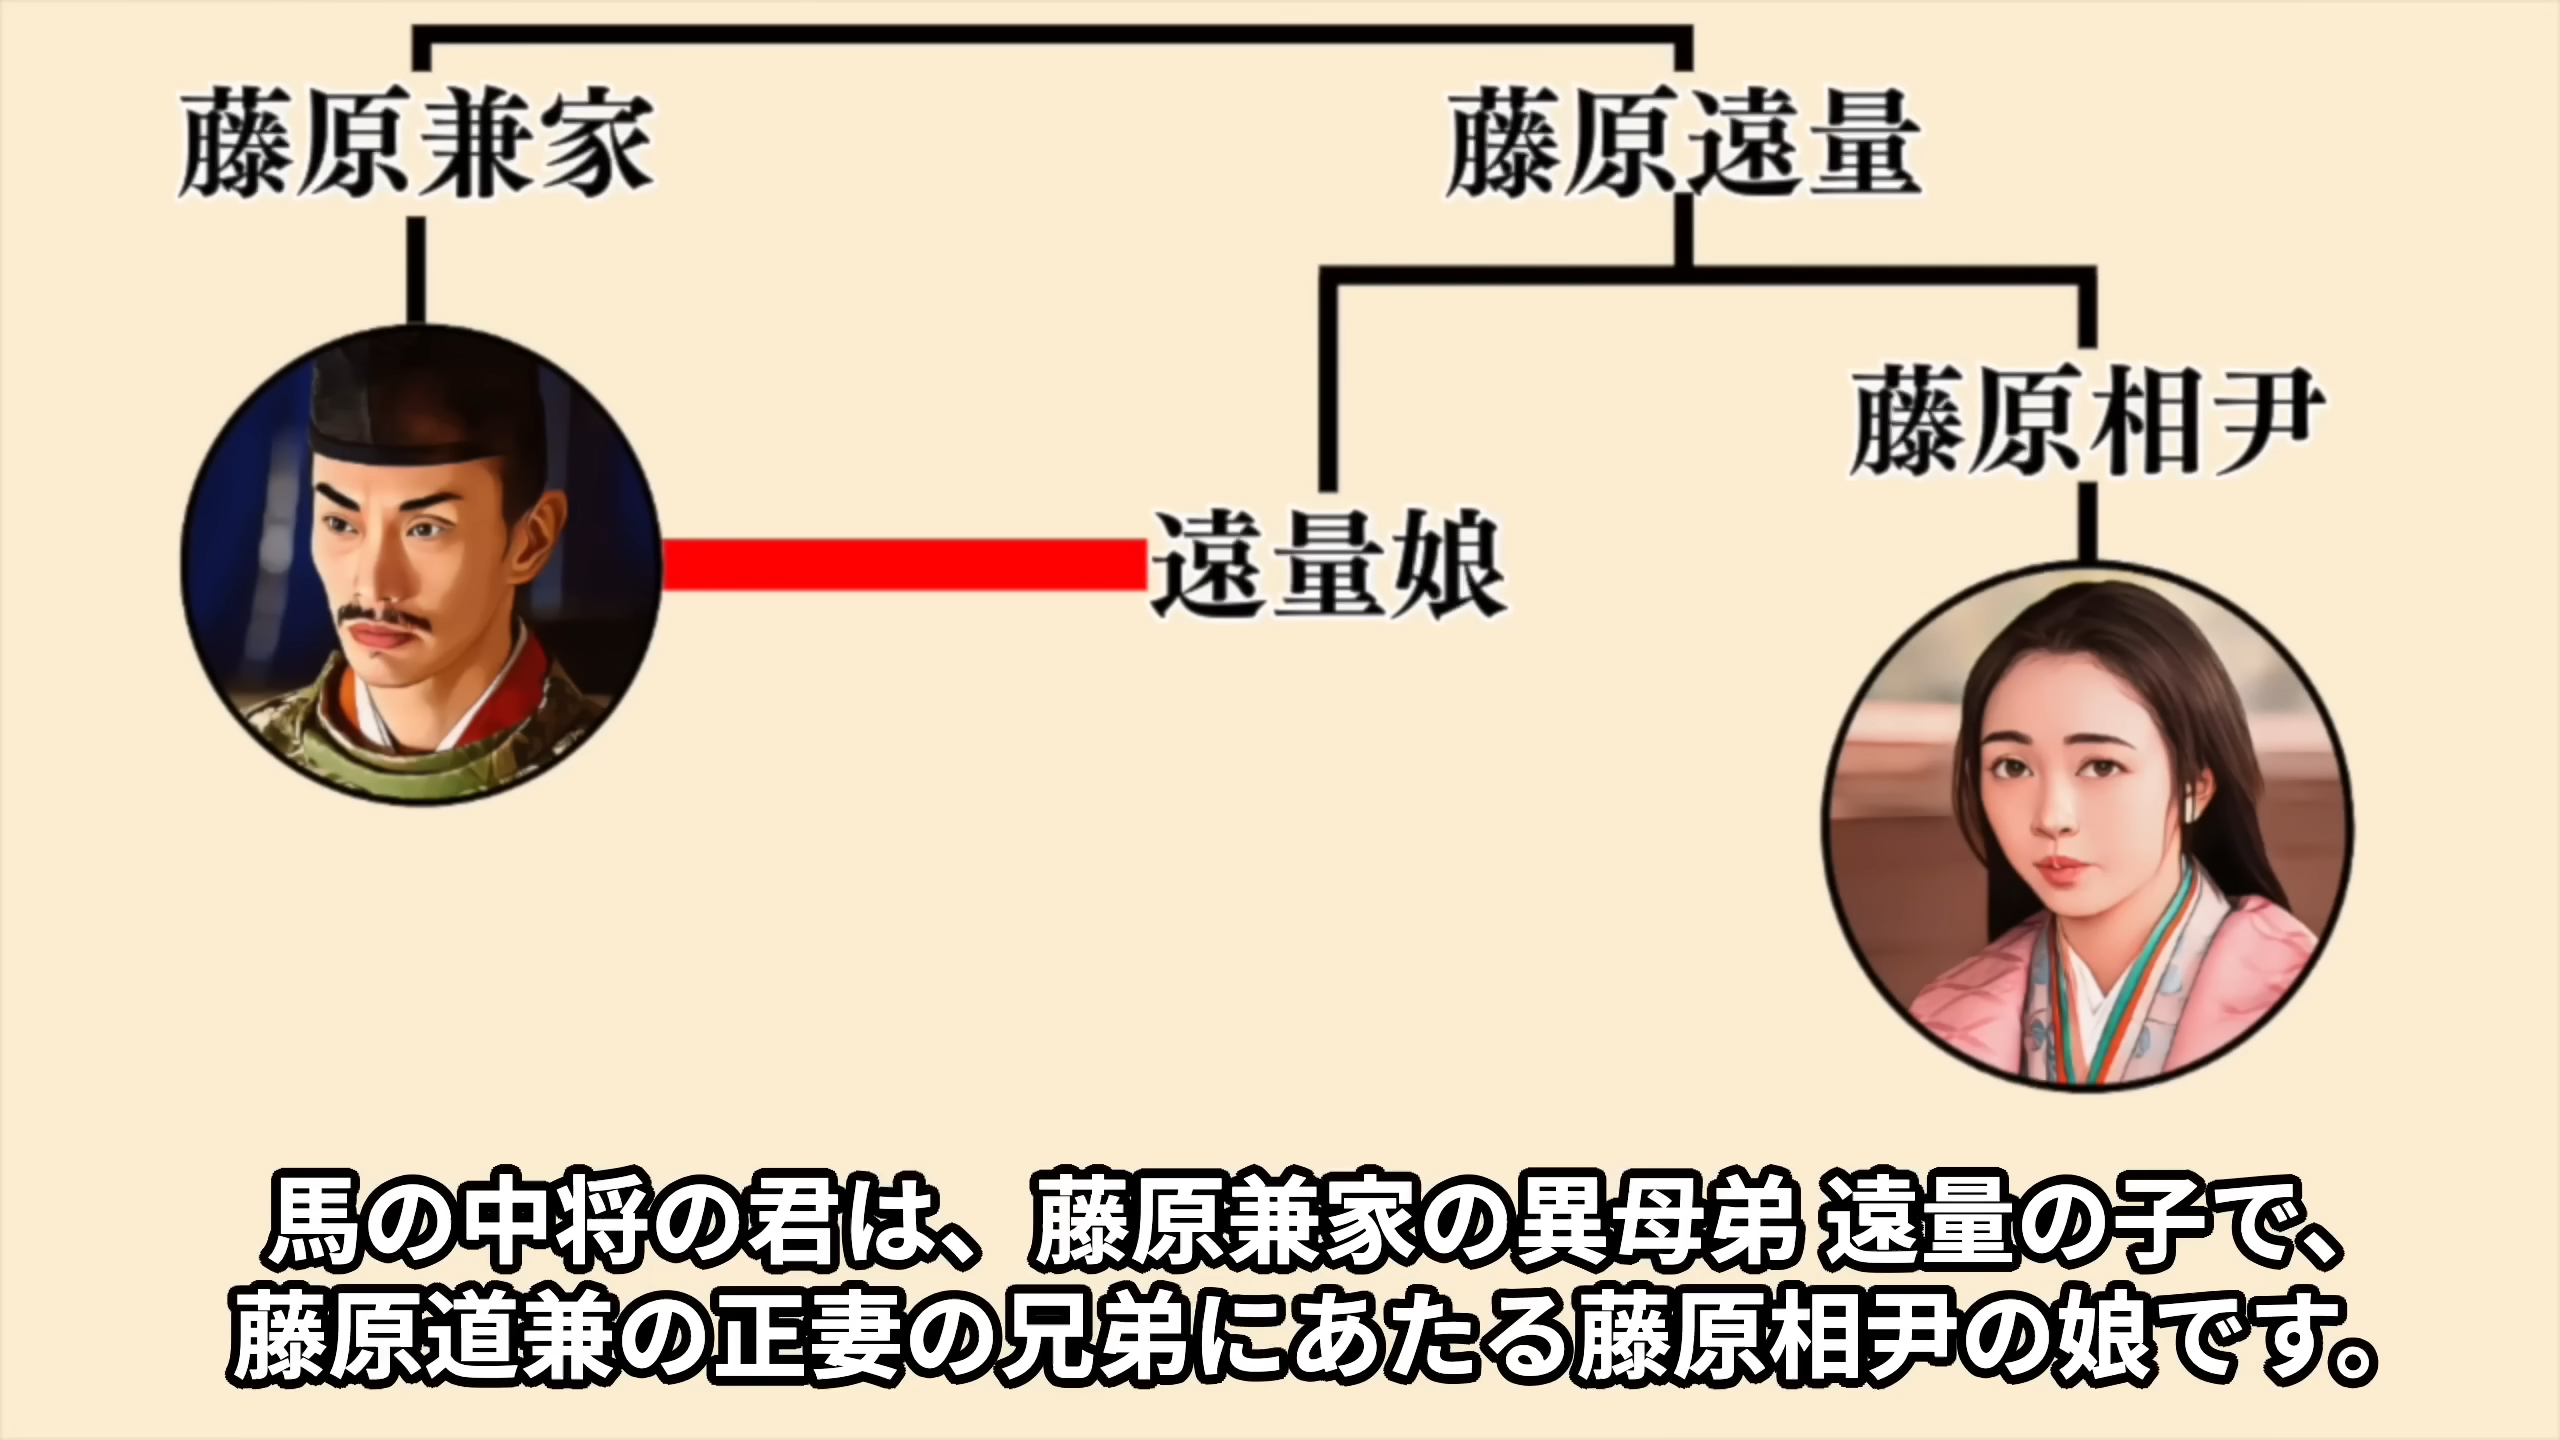 藤原兼家
藤原遠量
藤原相尹
遠量娘
馬の中将の君は、藤原兼家の異母弟 遠量の子で、
藤原道兼の正妻の兄弟にあたる藤原相尹の娘です。